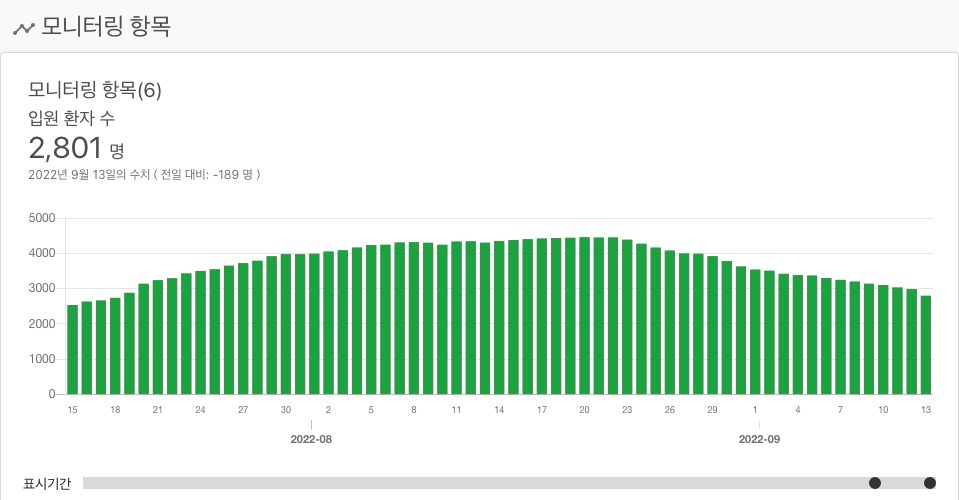 모니터링 항목
모니터링 항목(6)
입원 환자 수
2,801 명
2022년 9월 13일의 수치 ( 전일 대비: -189 명 )
5000
4000
3000
2000
1000
0
15 18 21 24 27 30 2 5 8 11 14 17 20 23 26 29 1 4 7 10 13
2022-08 2022-09
표시기간